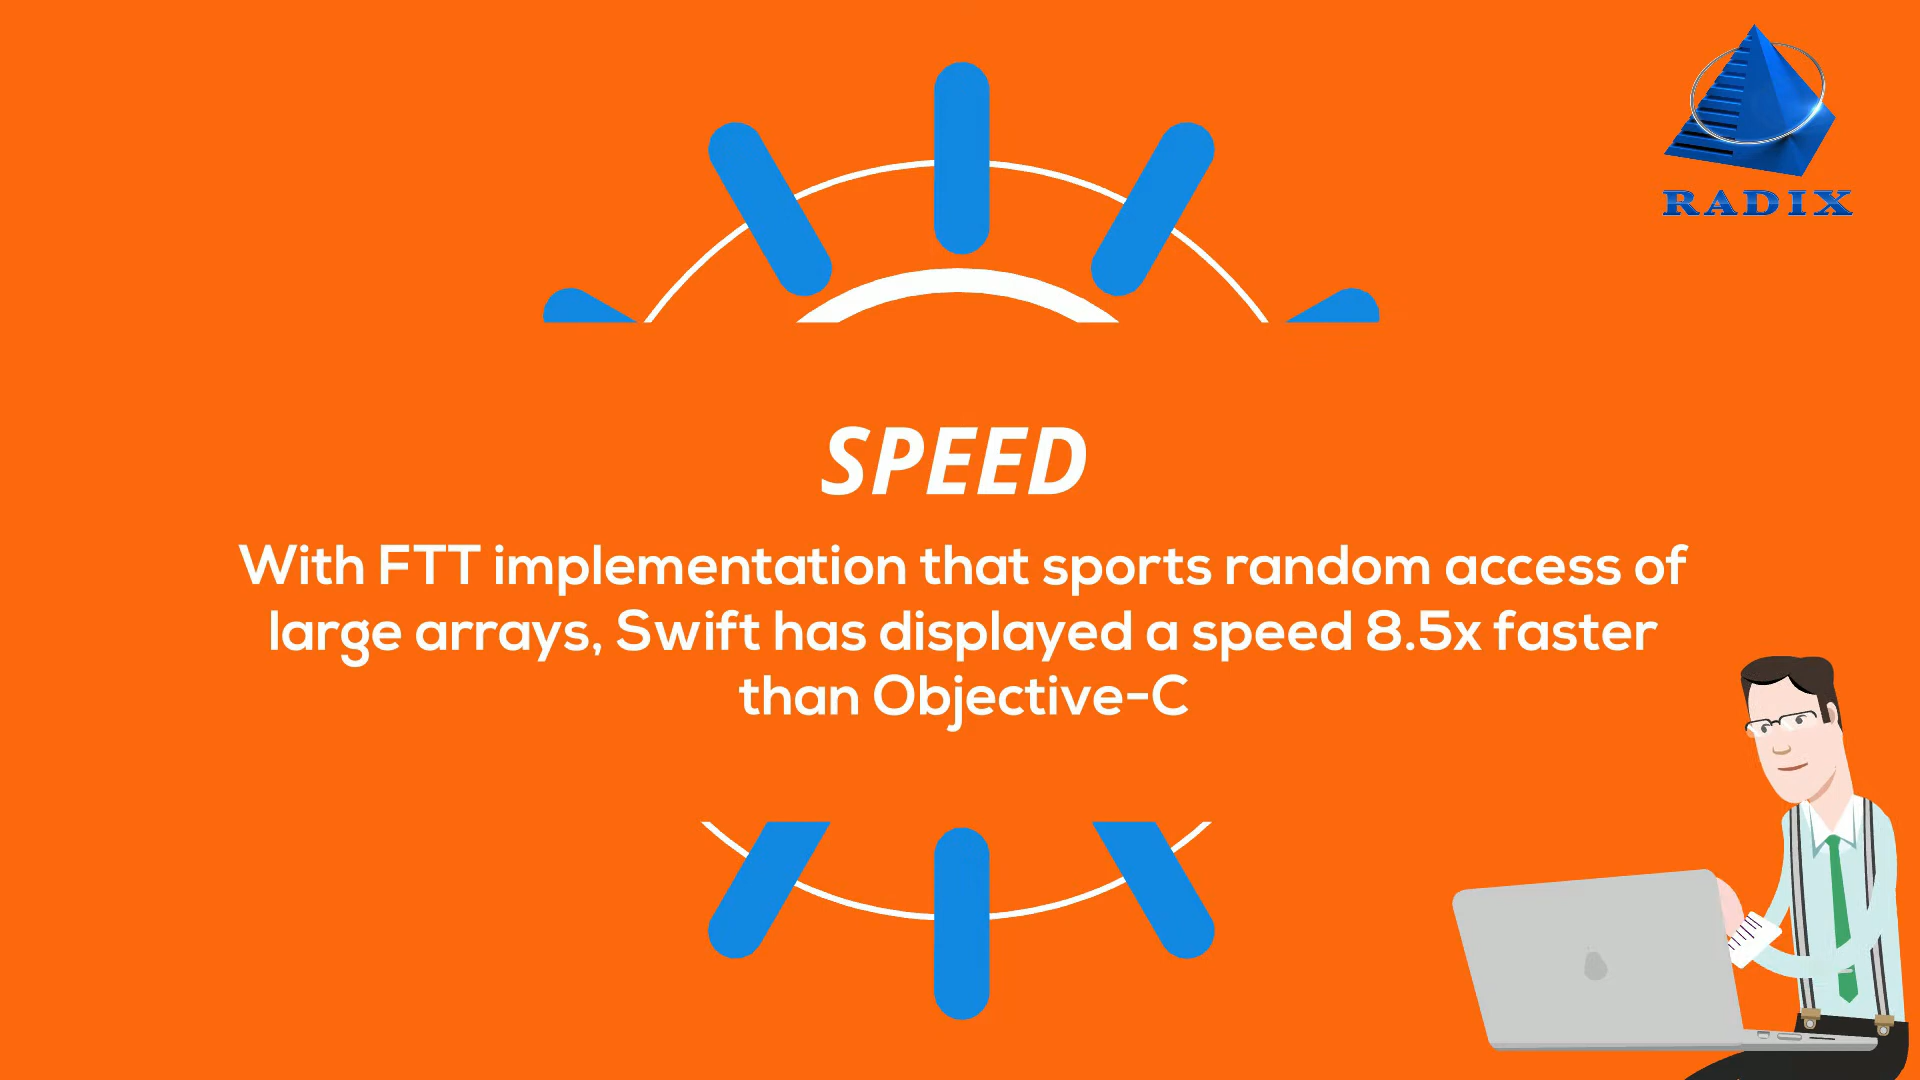 RADIX
SPEED
With FTT implementation that sports random access of
large arrays, Swift has displayed a speed 8.5x faster
than Objective-C